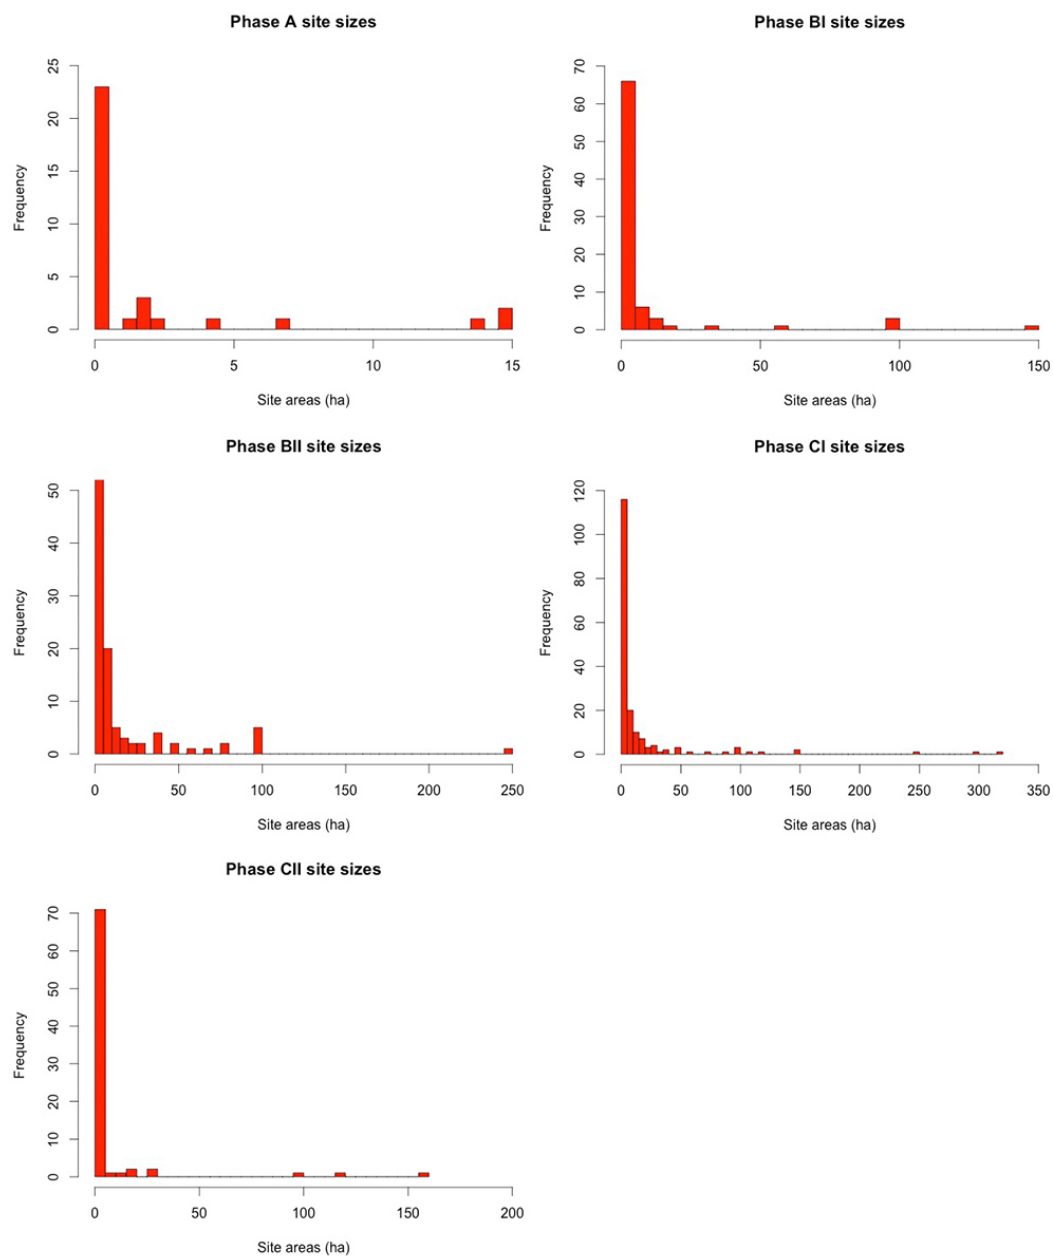 Phase A site sizes
Frequency
0 5 10 15 20 25
0 5 10 15
Site areas (ha)
Phase BI site sizes
Frequency
0 10 20 30 40 50 60 70
0 50 100 150
Site areas (ha)
Phase BII site sizes
Frequency
0 10 20 30 40 50
0 50 100 150 200 250
Site areas (ha)
Phase CI site sizes
Frequency
0 20 40 60 80 100 120
0 50 100 150 200 250 300 350
Site areas (ha)
Phase CII site sizes
Frequency
0 10 20 30 40 50 60 70
0 50 100 150 200
Site areas (ha)